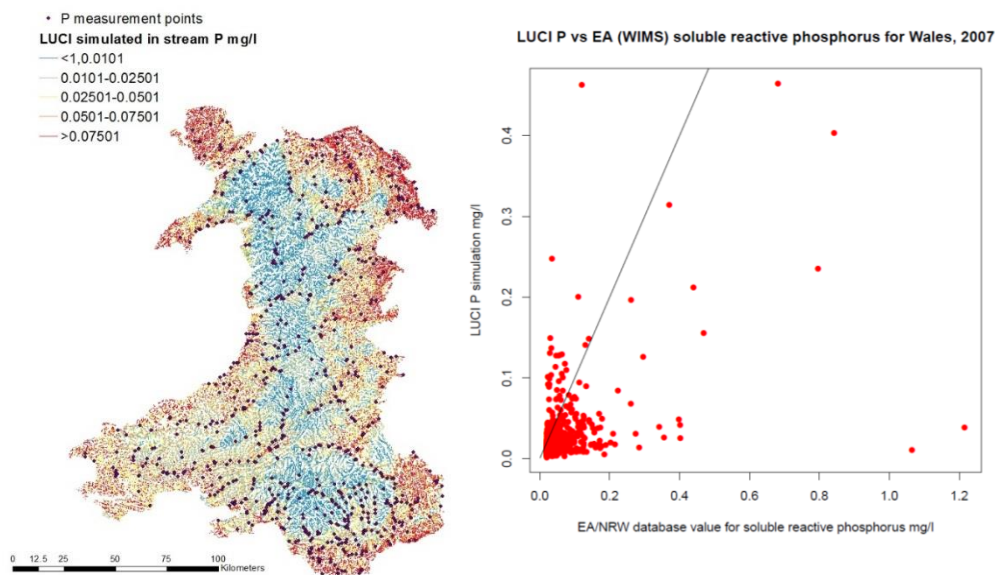 P measurement points
LUCI simulated in stream P mg/l
<1,0.0101
0.0101-0.02501
0.02501-0.0501
0.0501-0.07501
>0.07501
0 12.5 25 50 75 100
Kilometers
LUCI P vs EA (WIMS) soluble reactive phosphorus for Wales, 2007
LUCI P simulation mg/l
0.4
0.3
0.2
0.1
0.0
0.0 0.2 0.4 0.6 0.8 1.0 1.2
EA/NRW database value for soluble reactive phosphorus mg/l